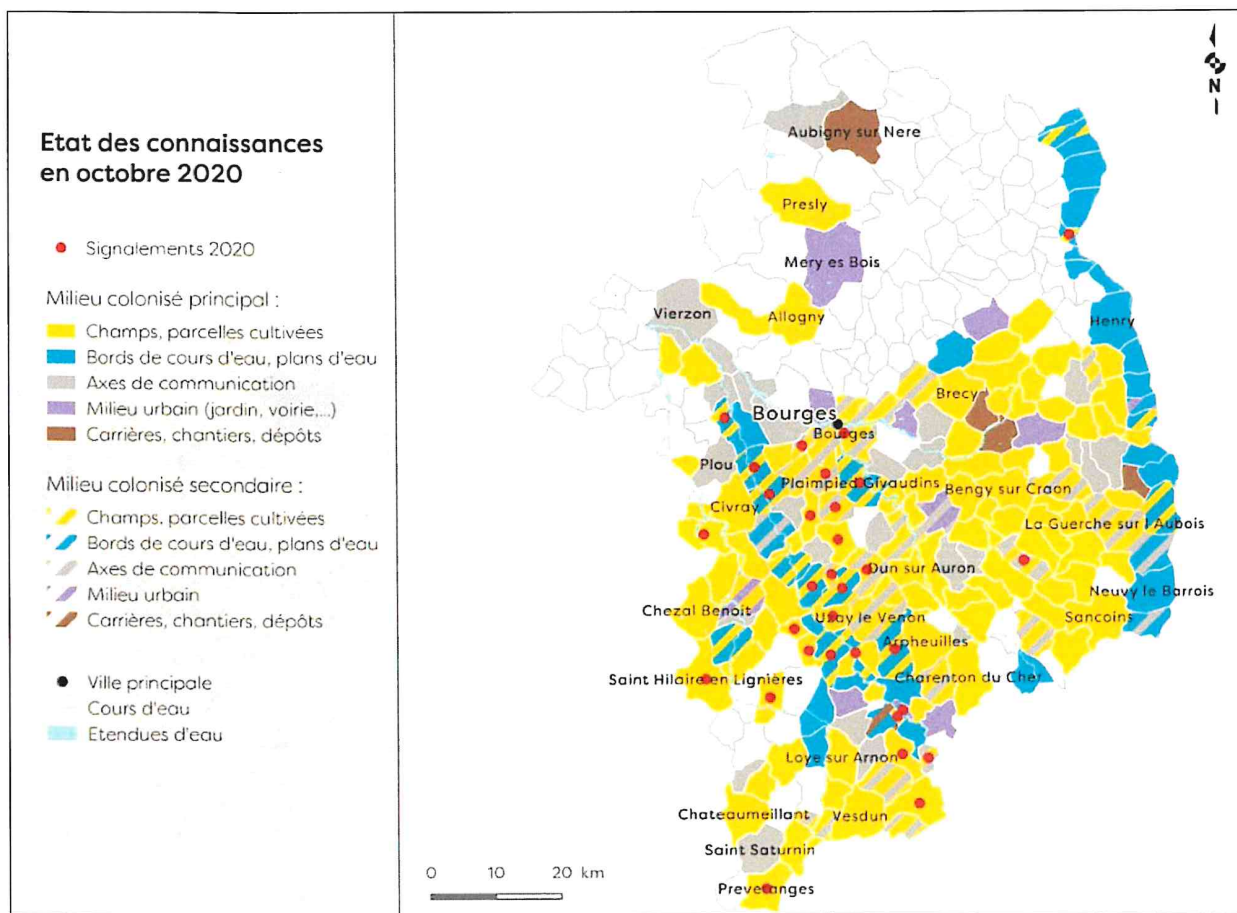 Etat des connaissances
en octobre 2020
Signalements 2020
Milieu colonisé principal :
Champs, parcelles cultivées
Bords de cours d'eau, plans d'eau
Axes de communication
Milieu urbain (jardin, voirie,...)
Carrières, chantiers, dépôts
Milieu colonisé secondaire :
Champs, parcelles cultivées
Bords de cours d'eau, plans d'eau
Axes de communication
Milieu urbain
Carrières, chantiers, dépôts
Ville principale
Cours d'eau
Etendues d'eau
N
Aubigny sur Nere
Presly
Mery es Bois
Vierzon
Allogny
Henry
Brecy
Bourges
Bourges
Plou
Plaimpied Givaudins
Bengy sur Craon
Civray
La Guerche sur l'Aubois
Dun sur Auron
Neuvy le Barrois
Chezal Benoit
Uzay le Venon
Sancoins
Arpheuilles
Saint Hilaire en Lignières
Charenton du Cher
Loye sur Arnon
Chateaumeillant
Vesdun
Saint Saturnin
Preveranges
0 10 20 km